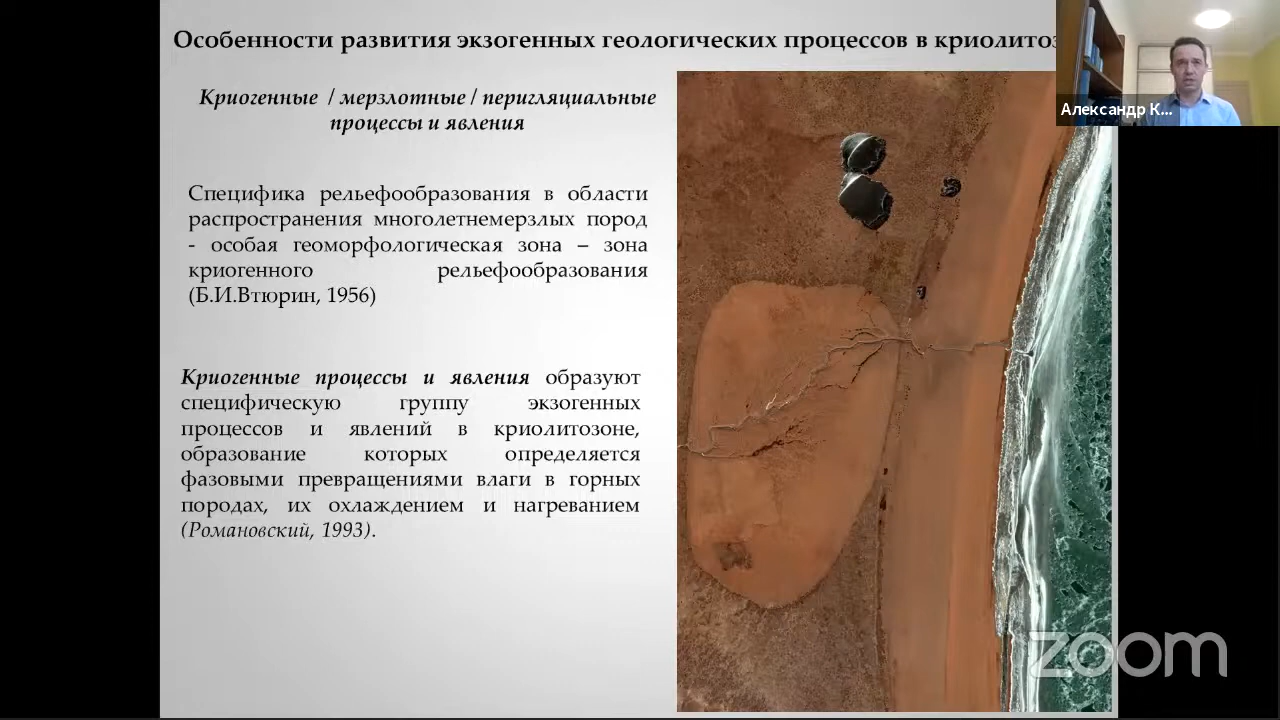 Особенности развития экзогенных геологических процессов в криолитоз
Александр К...
Криогенные / мерзлотные / перигляциальные
процессы и явления
Специфика рельефообразования в области
распространения многолетнемерзлых пород
- особая геоморфологическая зона – зона
криогенного рельефообразования
(Б.И.Втюрин, 1956)
Криогенные процессы и явления образуют
специфическую группу экзогенных
процессов и явлений в криолитозоне,
образование которых определяется
фазовыми превращениями влаги в горных
породах, их охлаждением и нагреванием
(Романовский, 1993).
zoom